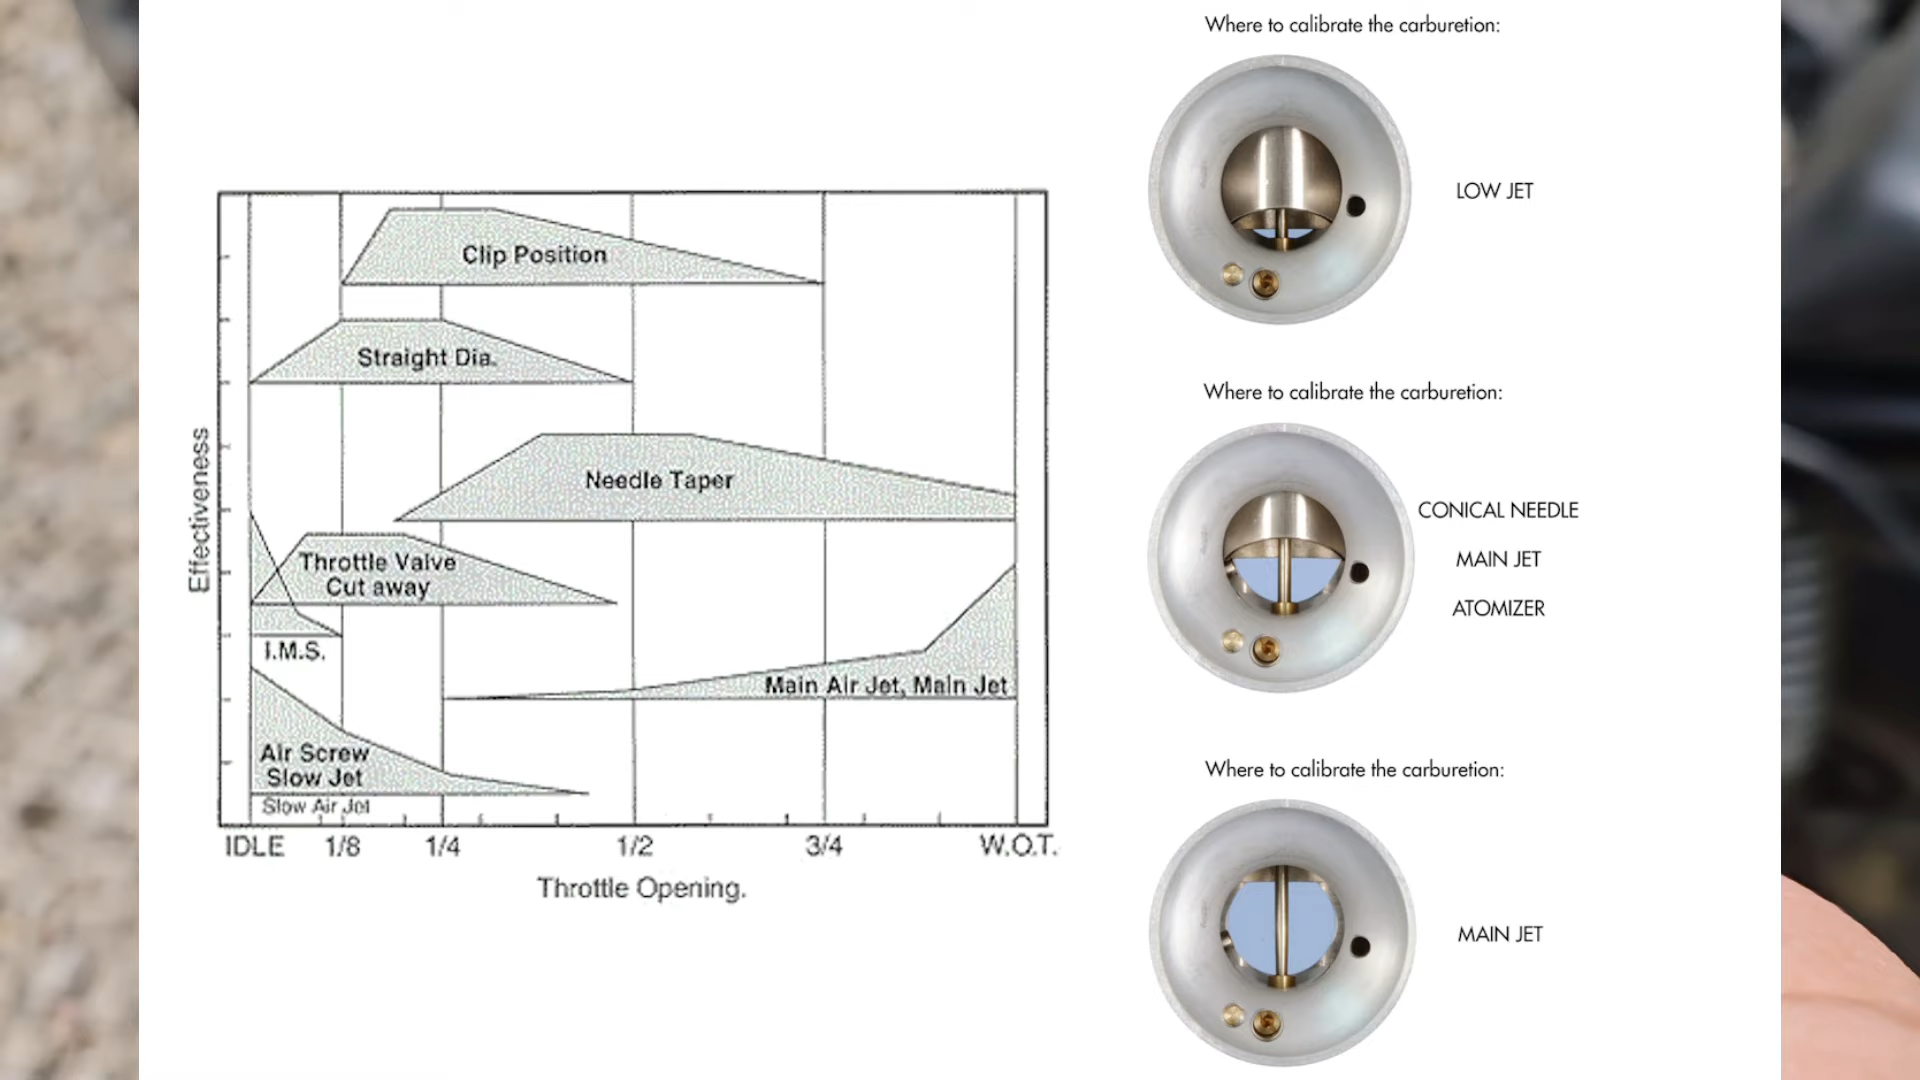 Clip Position
Straight Dia.
Needle Taper
Effectiveness
Throttle Valve
Cut away
I.M.S.
Main Air Jet, Main Jet
Air Screw
Slow Jet
Slow Air Jet
IDLE 1/8 1/4 1/2 3/4 W.O.T.
Throttle Opening.
Where to calibrate the carburetion:
LOW JET
Where to calibrate the carburetion:
CONICAL NEEDLE
MAIN JET
ATOMIZER
Where to calibrate the carburetion:
MAIN JET